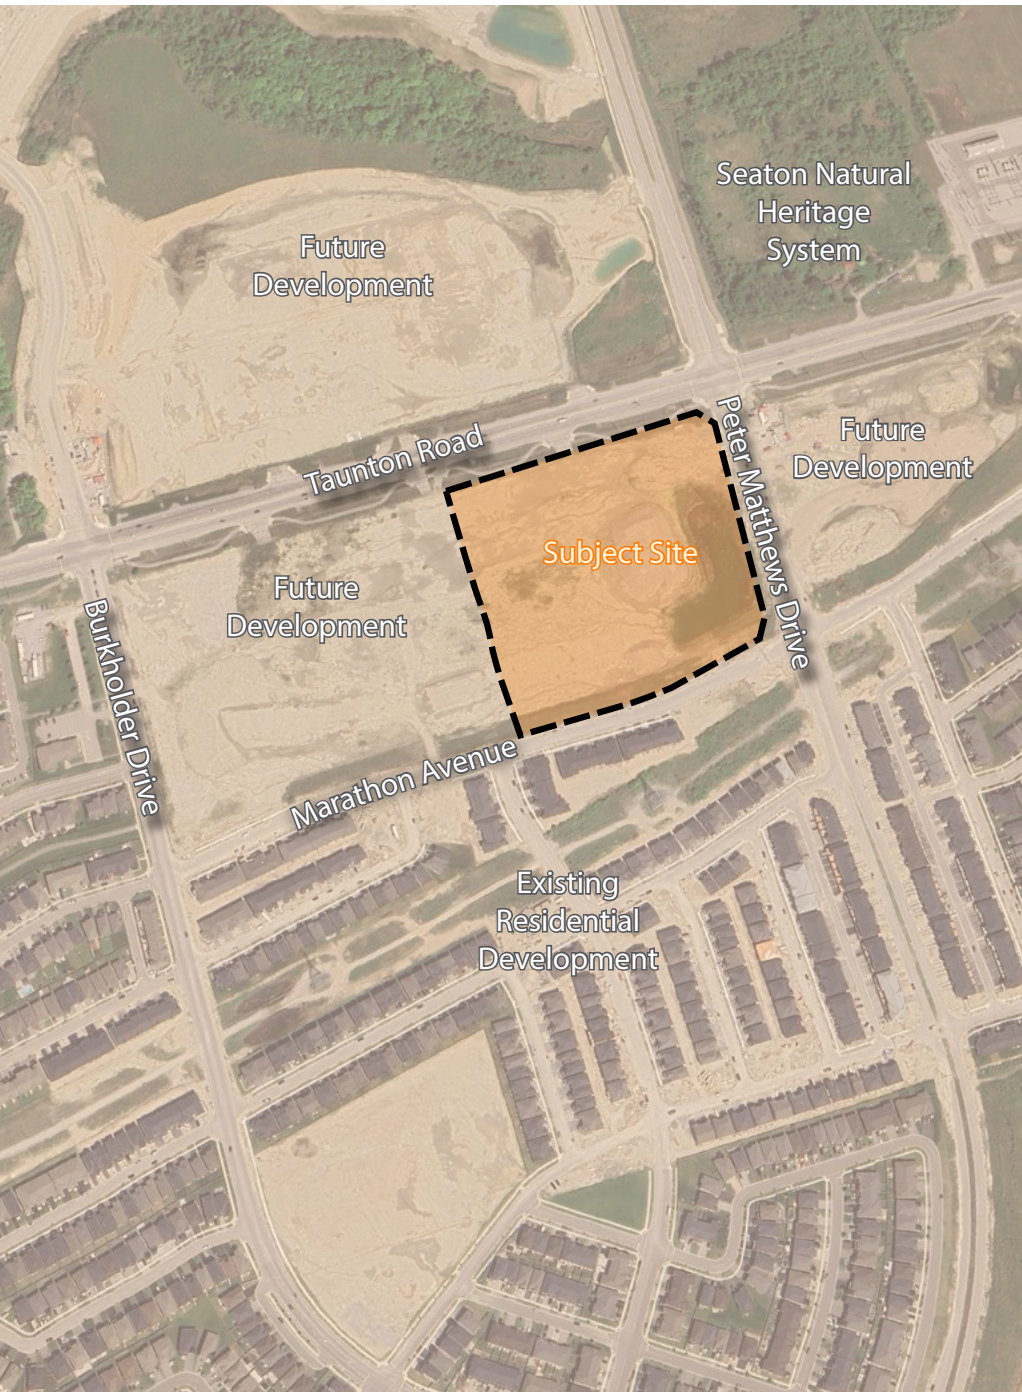 Seaton Natural
Heritage
System
Future
Development
Taunton Road
Peter Matthews Drive
Future
Development
Subject Site
Future
Development
Burkholder Drive
Marathon Avenue
Existing
Residential
Development